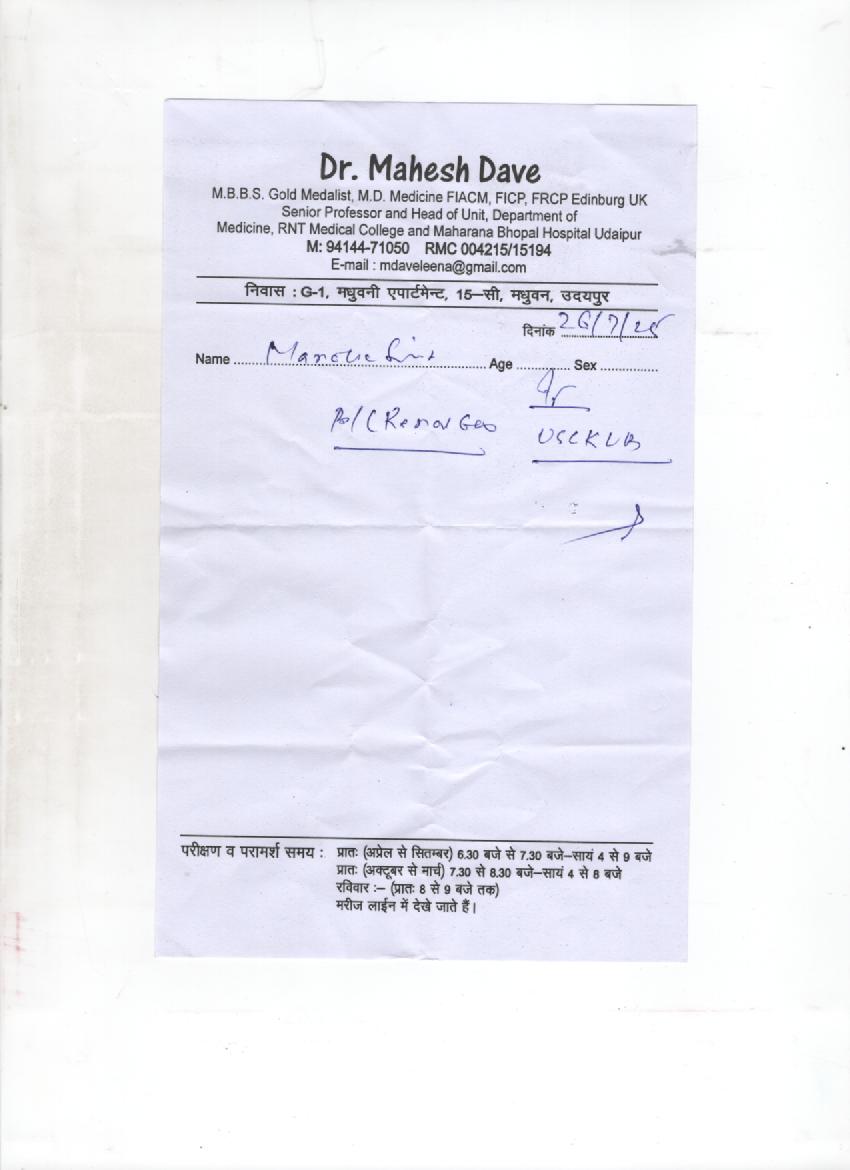 Dr. Mahesh Dave
M.B.B.S. Gold Medalist, M.D. Medicine FIACM, FICP, FRCP Edinburg UK
Senior Professor and Head of Unit, Department of
Medicine, RNT Medical College and Maharana Bhopal Hospital Udaipur
M: 94144-71050 RMC 004215/15194
E-mail : mdaveleena@gmail.com
निवास : G-1, मधुवनी एपार्टमेन्ट, 15–सी, मधुवन, उदयपुर
दिनांक 26/7/25
Name .......... Age .......... Sex ..........
USG KUB
परीक्षण व परामर्श समय : प्रातः (अप्रेल से सितम्बर) 6.30 बजे से 7.30 बजे–सायं 4 से 9 बजे
प्रातः (अक्टूबर से मार्च) 7.30 से 8.30 बजे–सायं 4 से 8 बजे
रविवार :– (प्रातः 8 से 9 बजे तक)
मरीज लाईन में देखे जाते हैं।